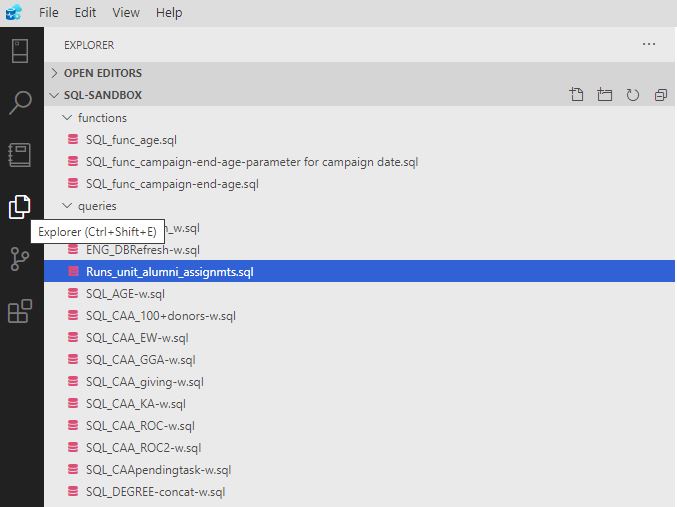 File Edit View Help
EXPLORER
OPEN EDITORS
SQL-SANDBOX
functions
SQL_func_age.sql
SQL_func_campaign-end-age-parameter for campaign date.sql
SQL_func_campaign-end-age.sql
queries
Explorer (Ctrl+Shift+E)
_w.sql
ENG_DBRefresh-w.sql
Runs_unit_alumni_assignmts.sql
SQL_AGE-w.sql
SQL_CAA_100+donors-w.sql
SQL_CAA_EW-w.sql
SQL_CAA_GGA-w.sql
SQL_CAA_giving-w.sql
SQL_CAA_KA-w.sql
SQL_CAA_ROC-w.sql
SQL_CAA_ROC2-w.sql
SQL_CAApendingtask-w.sql
SQL_DEGREE-concat-w.sql